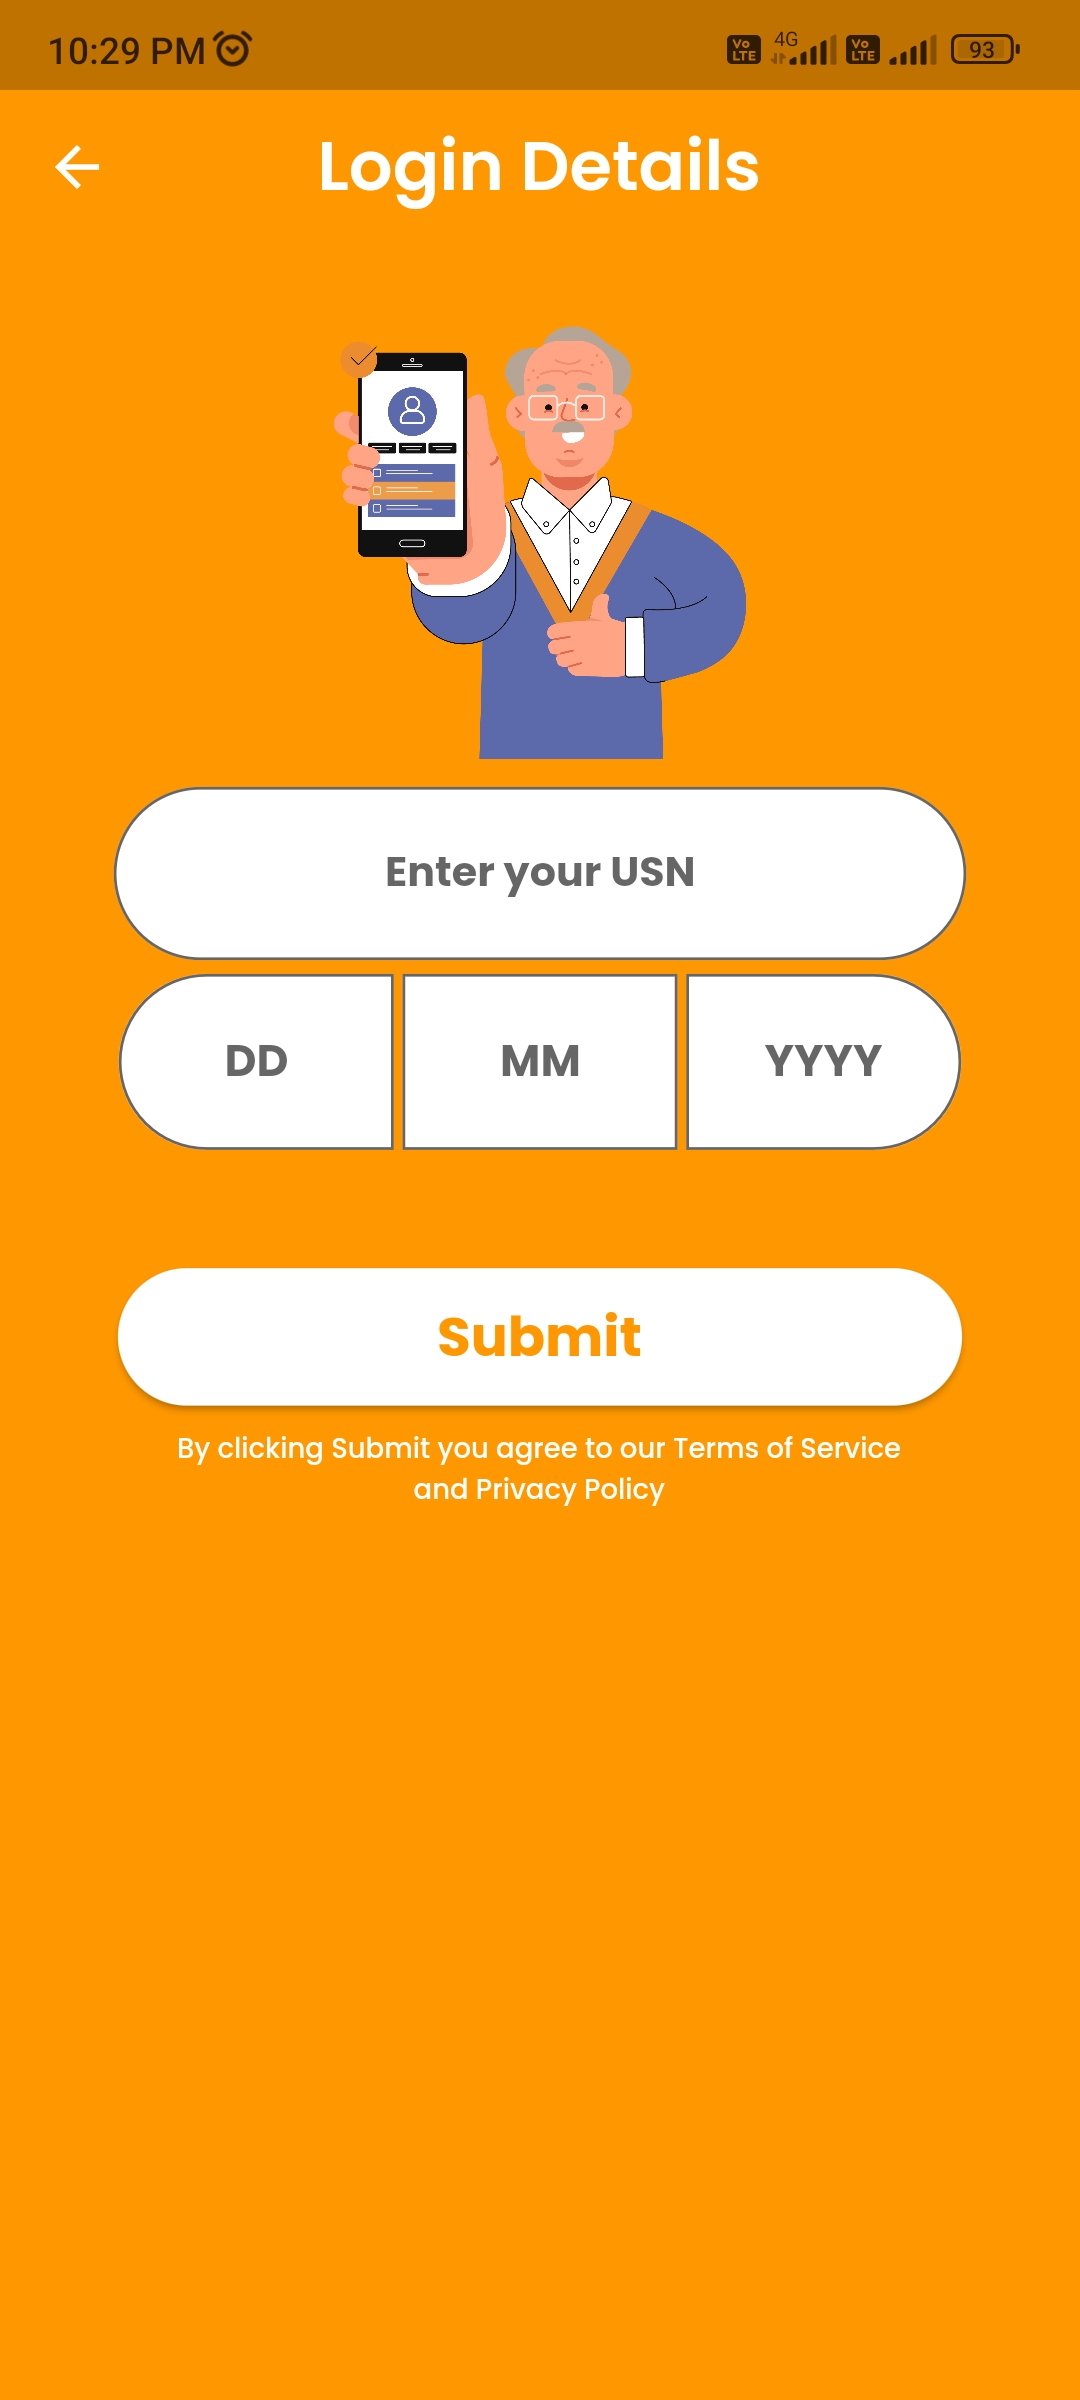 10:29 PM
Vo LTE 4G Vo LTE 93
Login Details
Enter your USN
DD MM YYYY
Submit
By clicking Submit you agree to our Terms of Service
and Privacy Policy